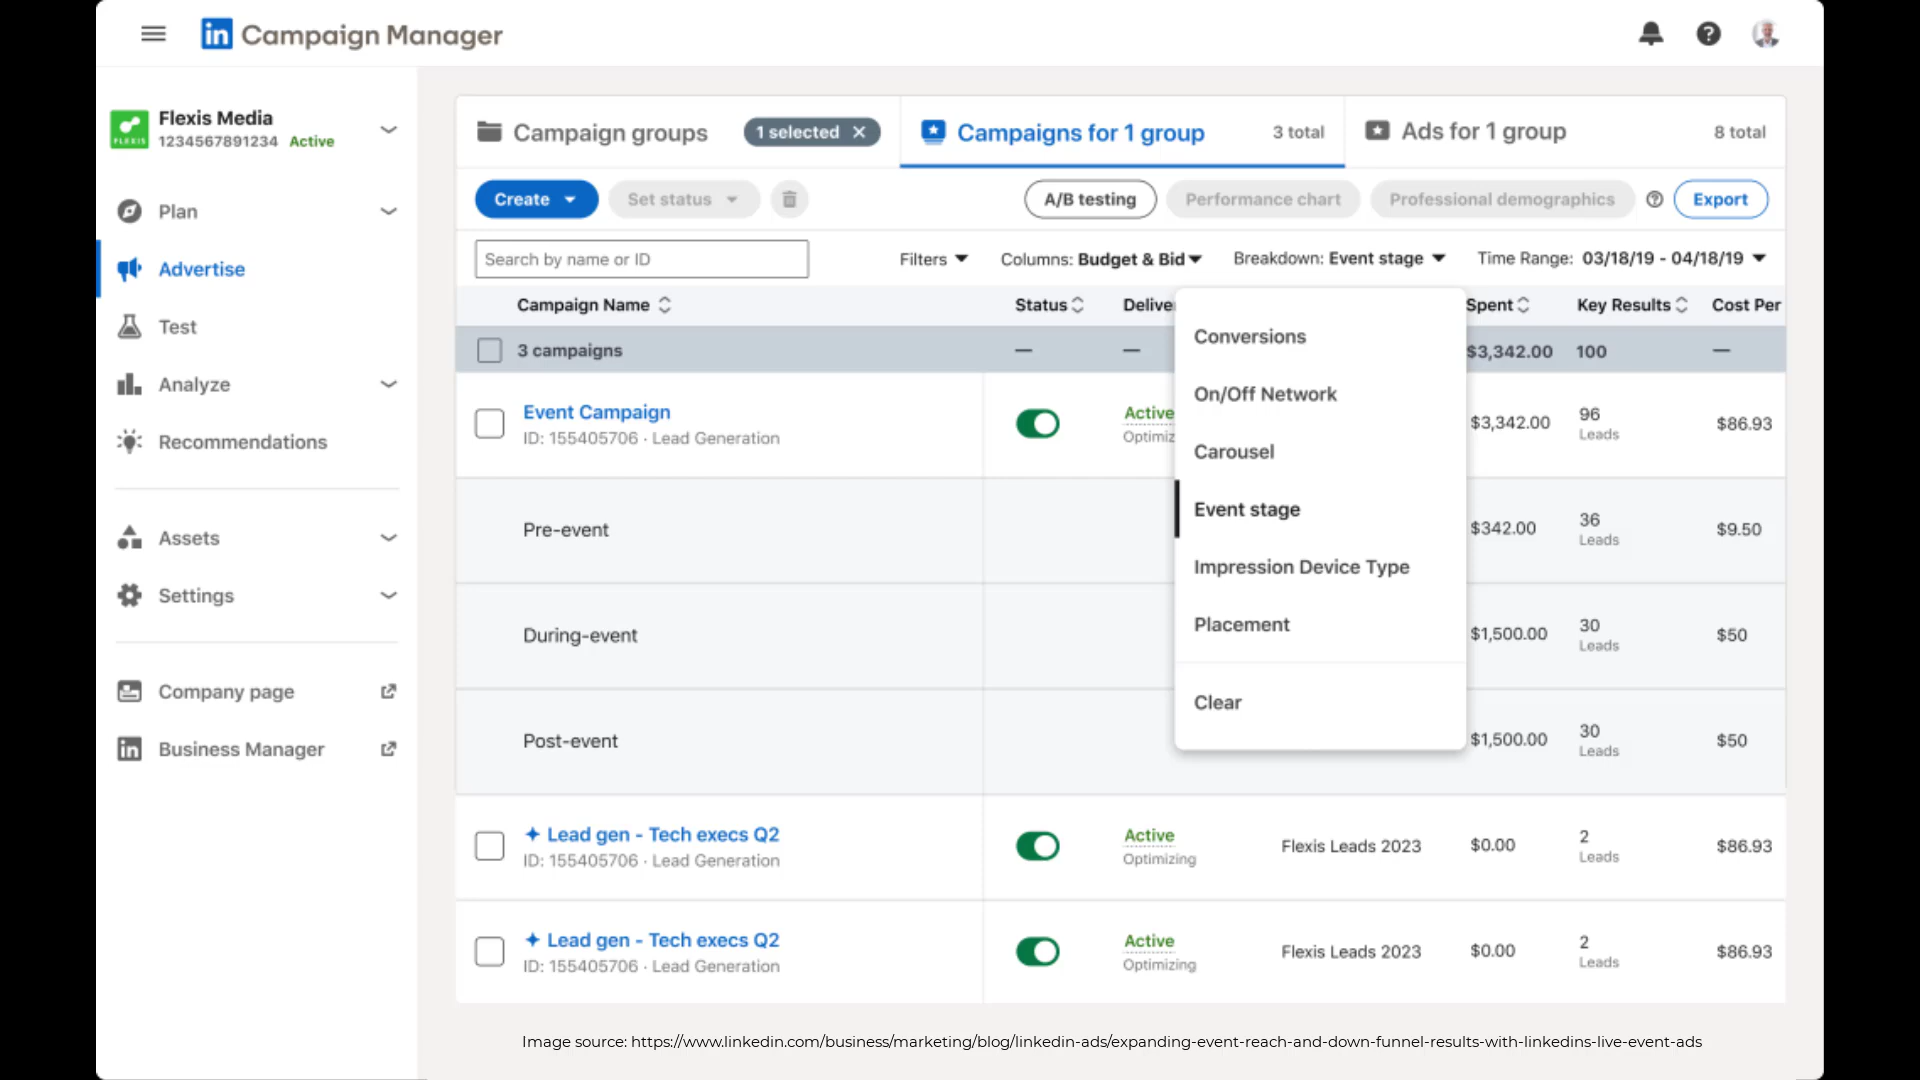 in Campaign Manager
FLEXIS
Flexis Media
1234567891234 Active
Plan
Advertise
Test
Analyze
Recommendations
Assets
Settings
Company page
in Business Manager
Campaign groups 1 selected
Campaigns for 1 group 3 total
Ads for 1 group 8 total
Create Set status A/B testing Performance chart Professional demographics Export
Search by name or ID Filters Columns: Budget & Bid Breakdown: Event stage Time Range: 03/18/19 - 04/18/19
Campaign Name Status Delive Spent Key Results Cost Per
3 campaigns — — $3,342.00 100 —
Event Campaign Active $3,342.00 96 $86.93
ID: 155405706 · Lead Generation Optimiz Leads
Pre-event $342.00 36 $9.50
Leads
During-event $1,500.00 30 $50
Leads
Post-event $1,500.00 30 $50
Leads
Conversions
On/Off Network
Carousel
Event stage
Impression Device Type
Placement
Clear
Lead gen - Tech execs Q2 Active Flexis Leads 2023 $0.00 2 $86.93
ID: 155405706 · Lead Generation Optimizing Leads
Lead gen - Tech execs Q2 Active Flexis Leads 2023 $0.00 2 $86.93
ID: 155405706 · Lead Generation Optimizing Leads
Image source: https://www.linkedin.com/business/marketing/blog/linkedin-ads/expanding-event-reach-and-down-funnel-results-with-linkedins-live-event-ads